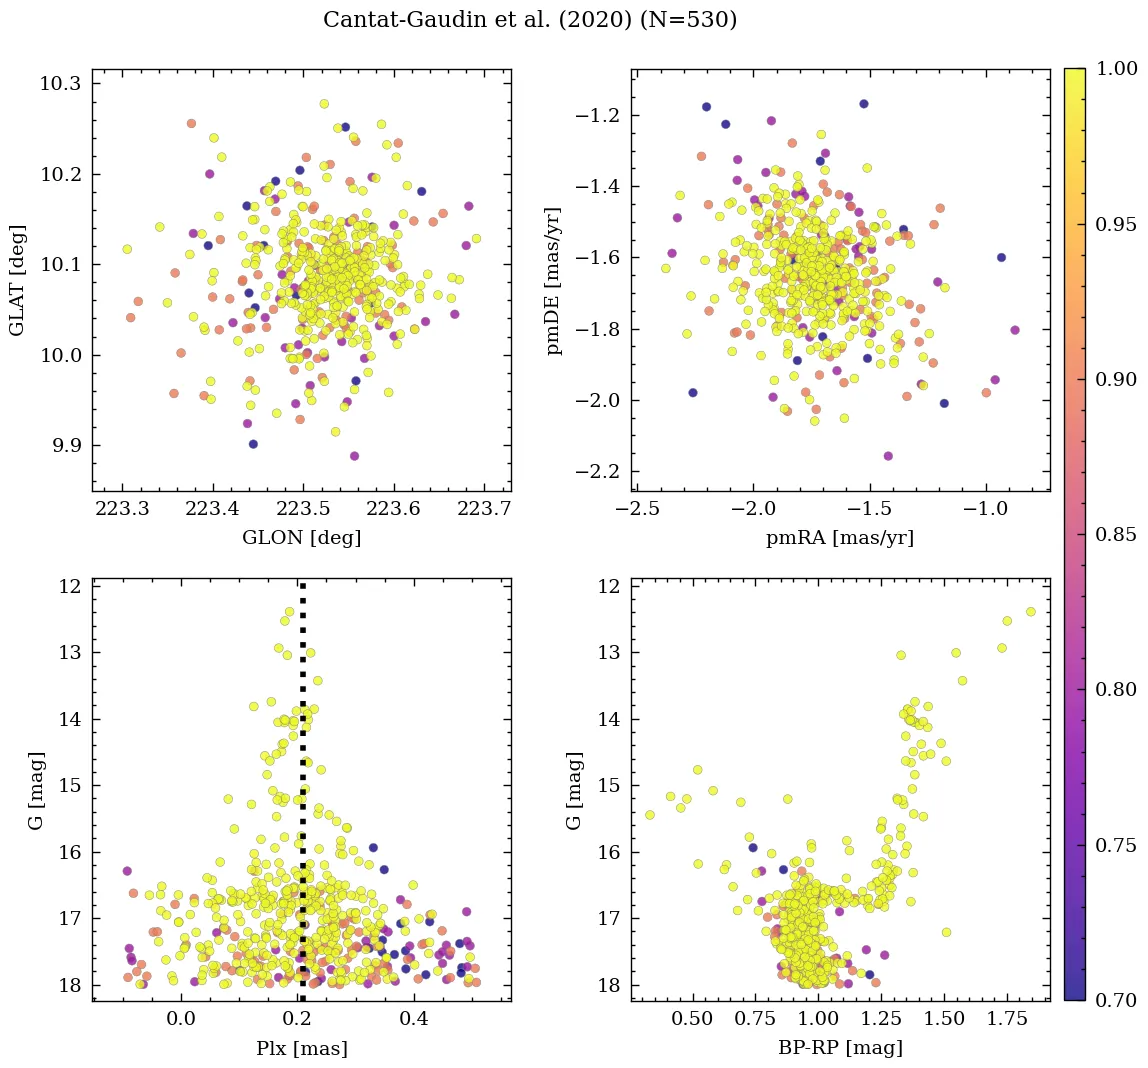 Cantat-Gaudin et al. (2020) (N=530)
10.3
10.2
10.1
10.0
9.9
GLAT [deg]
223.3 223.4 223.5 223.6 223.7
GLON [deg]
−1.2
−1.4
−1.6
−1.8
−2.0
−2.2
pmDE [mas/yr]
−2.5 −2.0 −1.5 −1.0
pmRA [mas/yr]
12
13
14
15
16
17
18
G [mag]
0.0 0.2 0.4
Plx [mas]
12
13
14
15
16
17
18
G [mag]
0.50 0.75 1.00 1.25 1.50 1.75
BP-RP [mag]
1.00
0.95
0.90
0.85
0.80
0.75
0.70